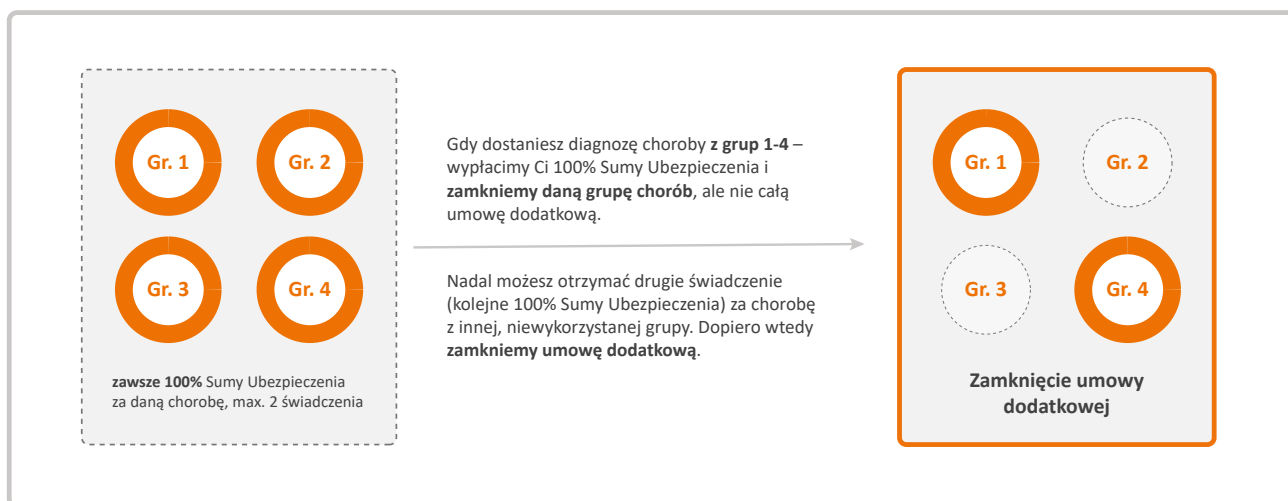 Gr. 1
Gr. 2
Gr. 3
Gr. 4
zawsze 100% Sumy Ubezpieczenia
za daną chorobę, max. 2 świadczenia
Gdy dostaniesz diagnozę choroby z grup 1-4 –
wypłacimy Ci 100% Sumy Ubezpieczenia i
zamkniemy daną grupę chorób, ale nie całą
umowę dodatkową.
Nadal możesz otrzymać drugie świadczenie
(kolejne 100% Sumy Ubezpieczenia) za chorobę
z innej, niewykorzystanej grupy. Dopiero wtedy
zamkniemy umowę dodatkową.
Gr. 1
Gr. 2
Gr. 3
Gr. 4
Zamknięcie umowy
dodatkowej